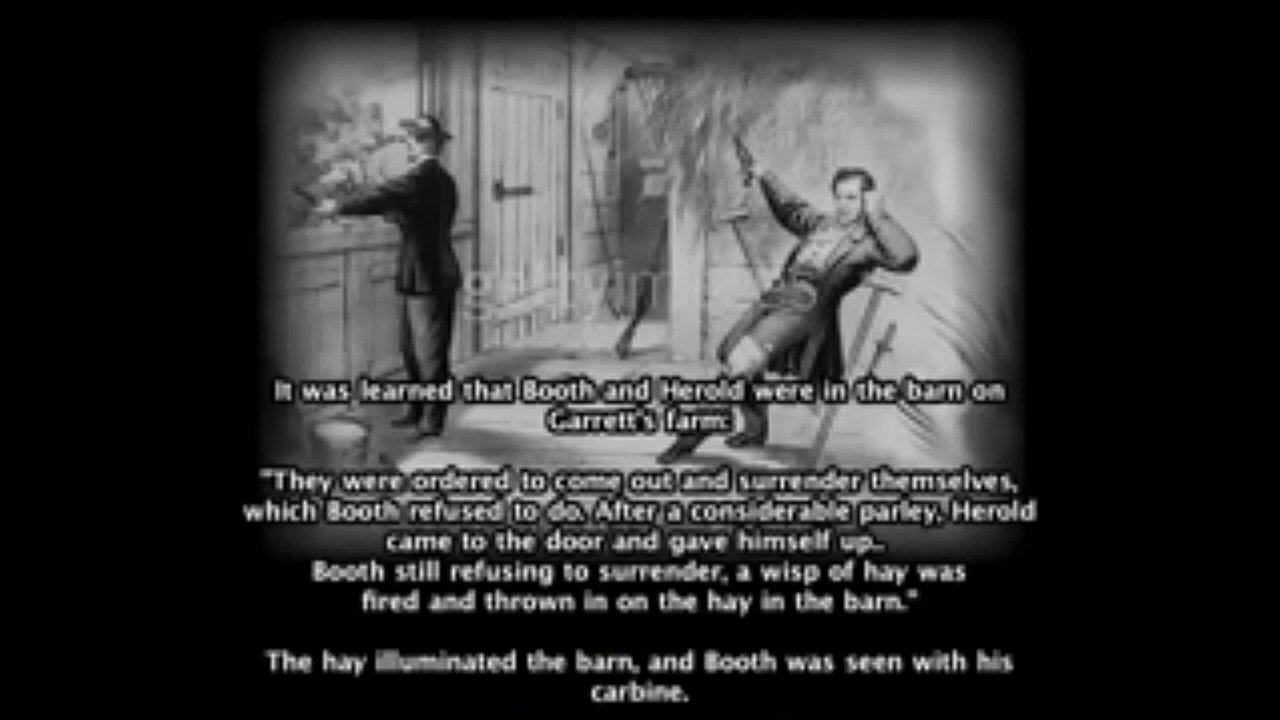 It was learned that Booth and Herold were in the barn on
Garrett's farm:
"They were ordered to come out and surrender themselves,
which Booth refused to do. After a considerable parley, Herold
came to the door and gave himself up..
Booth still refusing to surrender, a wisp of hay was
fired and thrown in on the hay in the barn."
The hay illuminated the barn, and Booth was seen with his
carbine.